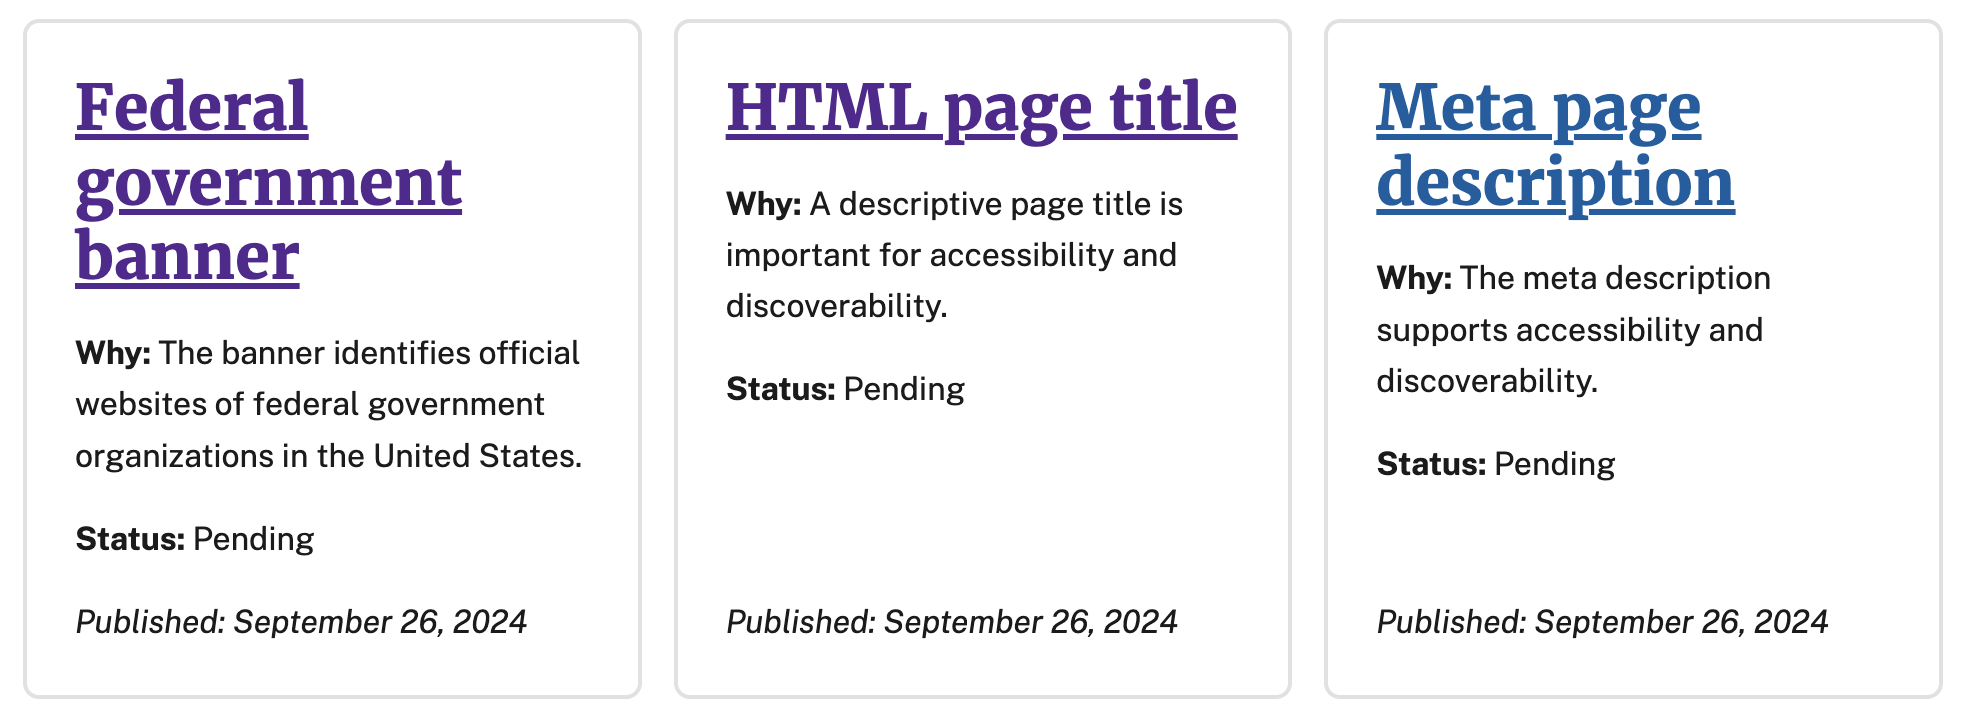 Federal
government
banner
Why: The banner identifies official
websites of federal government
organizations in the United States.
Status: Pending
Published: September 26, 2024
HTML page title
Why: A descriptive page title is
important for accessibility and
discoverability.
Status: Pending
Published: September 26, 2024
Meta page
description
Why: The meta description
supports accessibility and
discoverability.
Status: Pending
Published: September 26, 2024